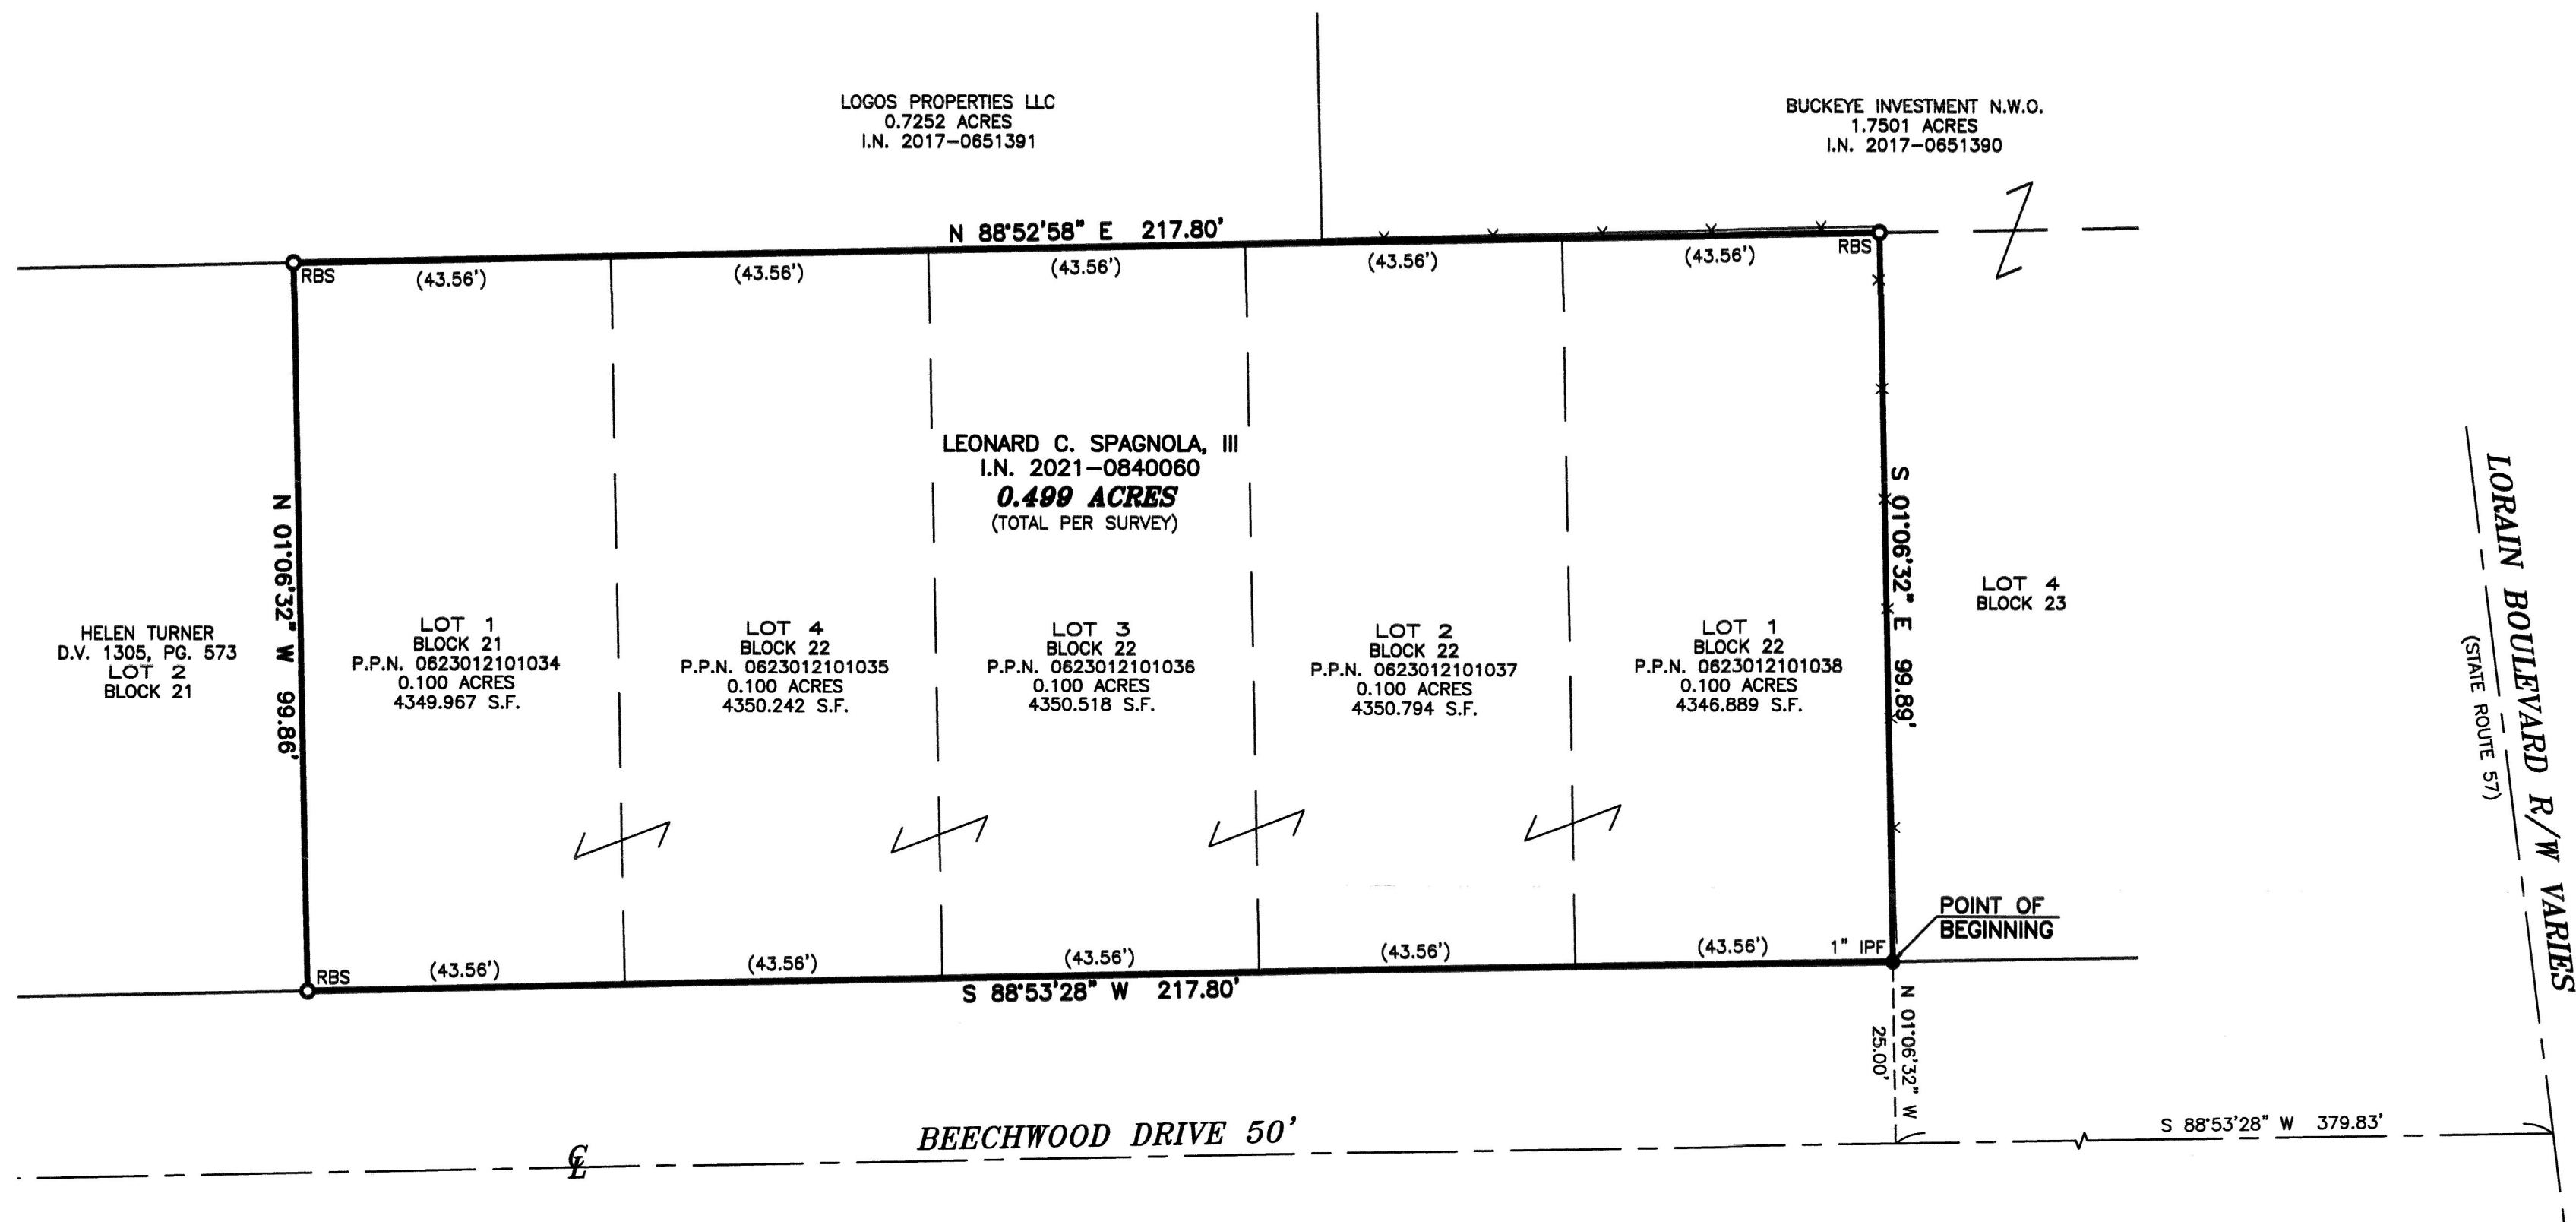 LOGOS PROPERTIES LLC
0.7252 ACRES
I.N. 2017-0651391
BUCKEYE INVESTMENT N.W.O.
1.7501 ACRES
I.N. 2017-0651390
N 88°52'58" E 217.80'
RBS
(43.56')
(43.56')
(43.56')
(43.56')
(43.56')
RBS
LEONARD C. SPAGNOLA, III
I.N. 2021-0840060
0.499 ACRES
(TOTAL PER SURVEY)
N 01°06'32" W 99.86'
S 01°06'32" E 99.89'
HELEN TURNER
D.V. 1305, PG. 573
LOT 2
BLOCK 21
LOT 1
BLOCK 21
P.P.N. 0623012101034
0.100 ACRES
4349.967 S.F.
LOT 4
BLOCK 22
P.P.N. 0623012101035
0.100 ACRES
4350.242 S.F.
LOT 3
BLOCK 22
P.P.N. 0623012101036
0.100 ACRES
4350.518 S.F.
LOT 2
BLOCK 22
P.P.N. 0623012101037
0.100 ACRES
4350.794 S.F.
LOT 1
BLOCK 22
P.P.N. 0623012101038
0.100 ACRES
4346.889 S.F.
LOT 4
BLOCK 23
LORAIN BOULEVARD R/W VARIES
(STATE ROUTE 57)
POINT OF
BEGINNING
RBS
(43.56')
(43.56')
(43.56')
(43.56')
(43.56')
1" IPF
S 88°53'28" W 217.80'
N 01°06'32" W
25.00'
BEECHWOOD DRIVE 50'
S 88°53'28" W 379.83'
CL